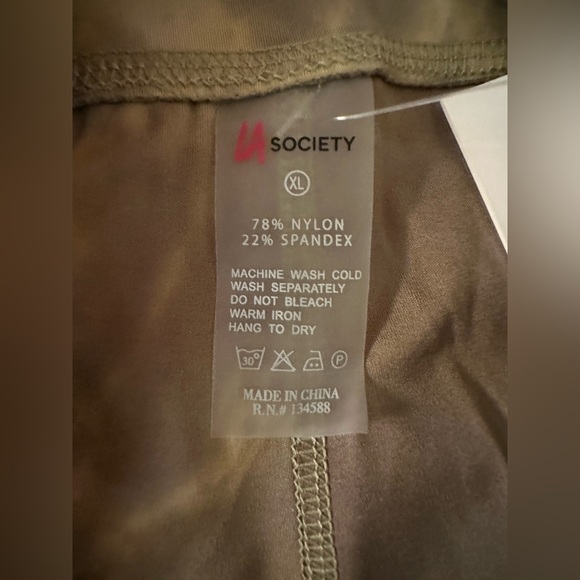 LA SOCIETY
XL
78% NYLON
22% SPANDEX
MACHINE WASH COLD
WASH SEPARATELY
DO NOT BLEACH
WARM IRON
HANG TO DRY
30° P
MADE IN CHINA
R.N.# 134588